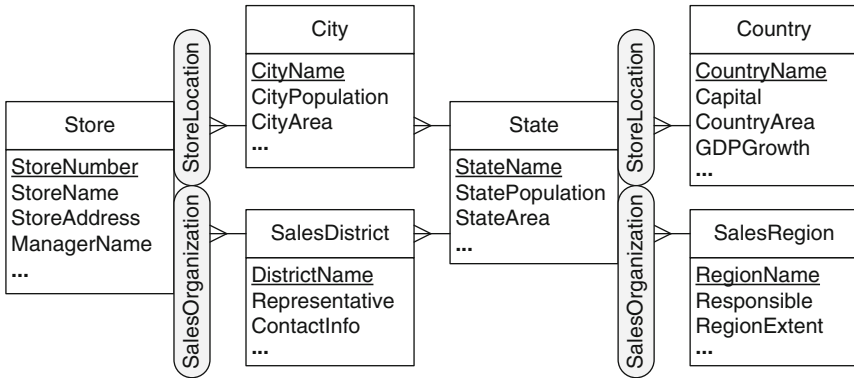 Store
StoreNumber
StoreName
StoreAddress
ManagerName
...
StoreLocation
SalesOrganization
City
CityName
CityPopulation
CityArea
...
SalesDistrict
DistrictName
Representative
ContactInfo
...
State
StateName
StatePopulation
StateArea
...
StoreLocation
SalesOrganization
Country
CountryName
Capital
CountryArea
GDPGrowth
...
SalesRegion
RegionName
Responsible
RegionExtent
...